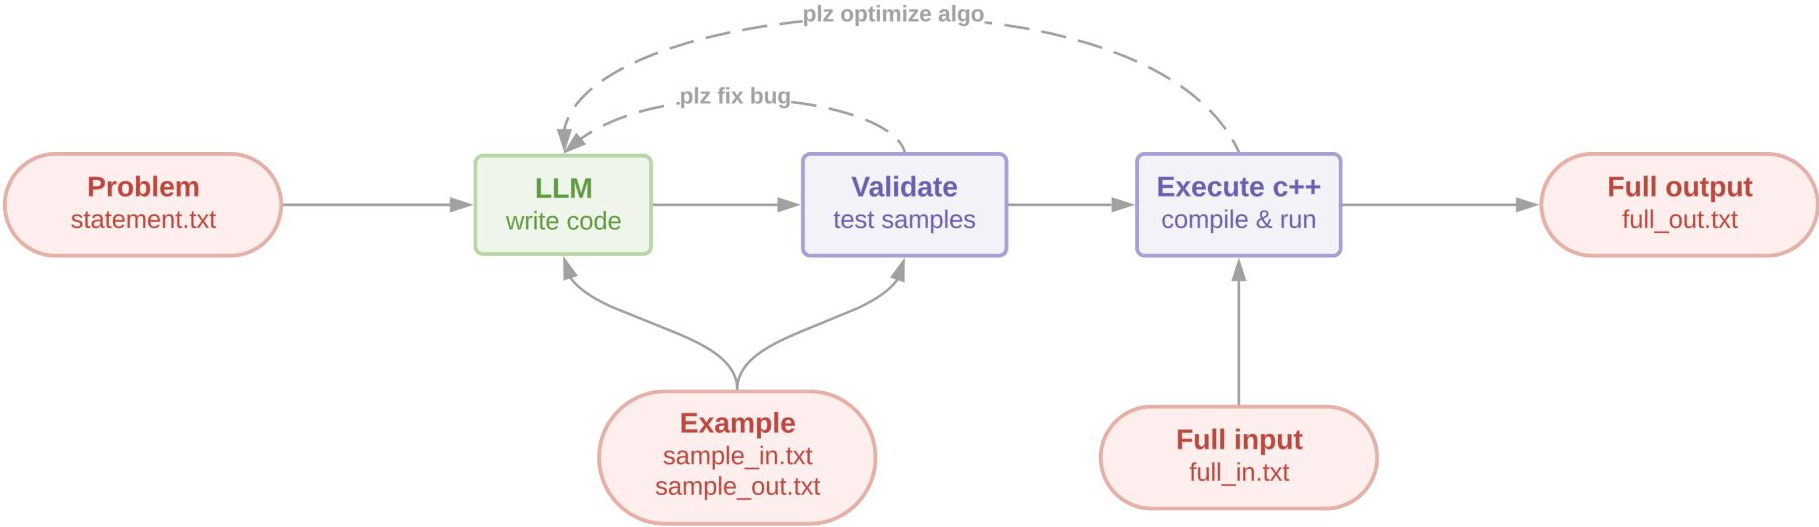 plz optimize algo
plz fix bug
Problem
statement.txt
LLM
write code
Validate
test samples
Execute c++
compile & run
Full output
full_out.txt
Example
sample_in.txt
sample_out.txt
Full input
full_in.txt